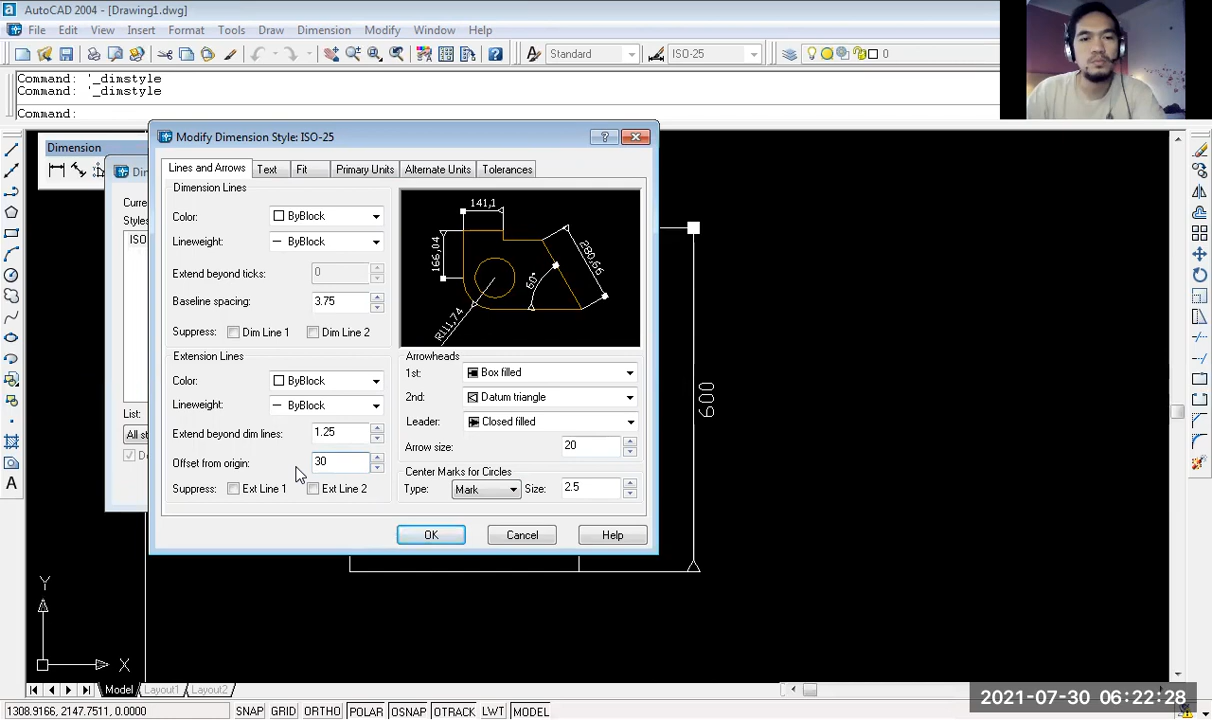 AutoCAD 2004 - [Drawing1.dwg]
File Edit View Insert Format Tools Draw Dimension Modify Window Help
Standard ISO-25 0
Command: '_dimstyle
Command: '_dimstyle
Command:
Dimension
Modify Dimension Style: ISO-25
Lines and Arrows Text Fit Primary Units Alternate Units Tolerances
Dimension Lines
Color: ByBlock
Lineweight: ByBlock
Extend beyond ticks: 0
Baseline spacing: 3.75
Suppress: Dim Line 1 Dim Line 2
Extension Lines
Color: ByBlock
Lineweight: ByBlock
Extend beyond dim lines: 1.25
Offset from origin: 30
Suppress: Ext Line 1 Ext Line 2
141,1
166,04
280,66
60°
R111,74
Arrowheads
1st: Box filled
2nd: Datum triangle
Leader: Closed filled
Arrow size: 20
Center Marks for Circles
Type: Mark Size: 2.5
OK Cancel Help
Styles
ISO
List:
600
Y
X
Model Layout1 Layout2
1308.9166, 2147.7511, 0.0000 SNAP GRID ORTHO POLAR OSNAP OTRACK LWT MODEL
2021-07-30 06:22:28